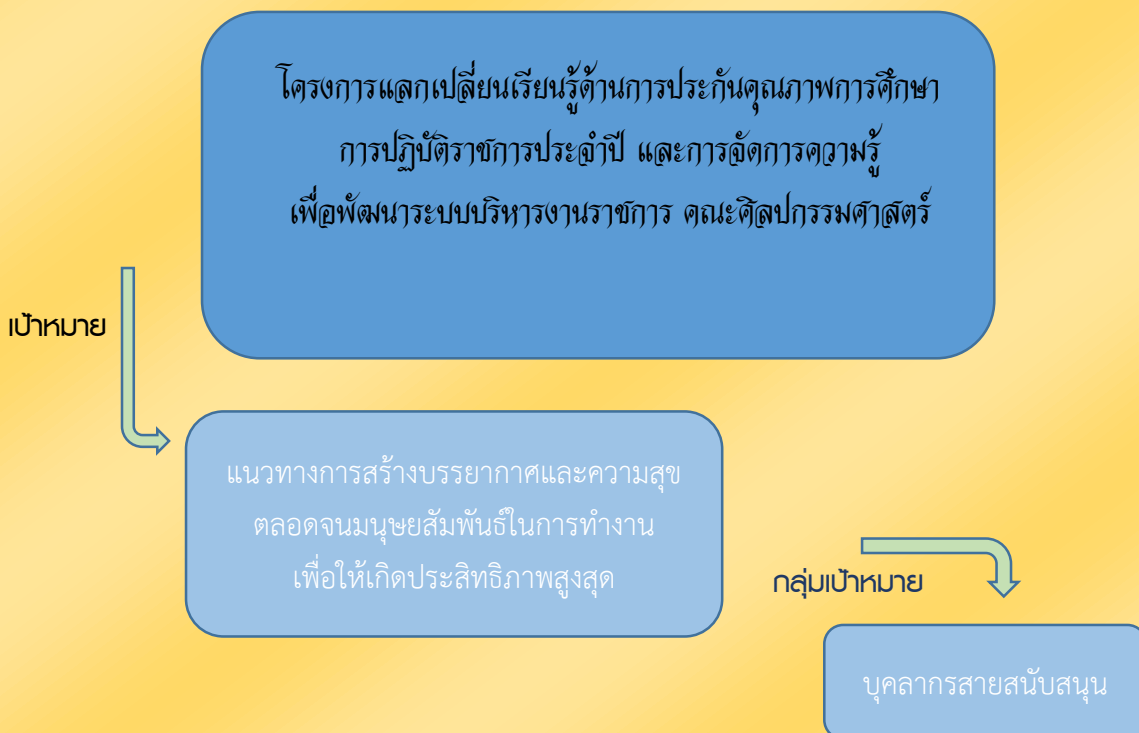 โครงการแลกเปลี่ยนเรียนรู้ด้านการประกันคุณภาพการศึกษา
การปฏิบัติราชการประจำปี และการจัดการความรู้
เพื่อพัฒนาระบบบริหารงานราชการ คณะศิลปกรรมศาสตร์
เป้าหมาย
แนวทางการสร้างบรรยากาศและความสุข
ตลอดจนมนุษยสัมพันธ์ในการทำงาน
เพื่อให้เกิดประสิทธิภาพสูงสุด
กลุ่มเป้าหมาย
บุคลากรสายสนับสนุน